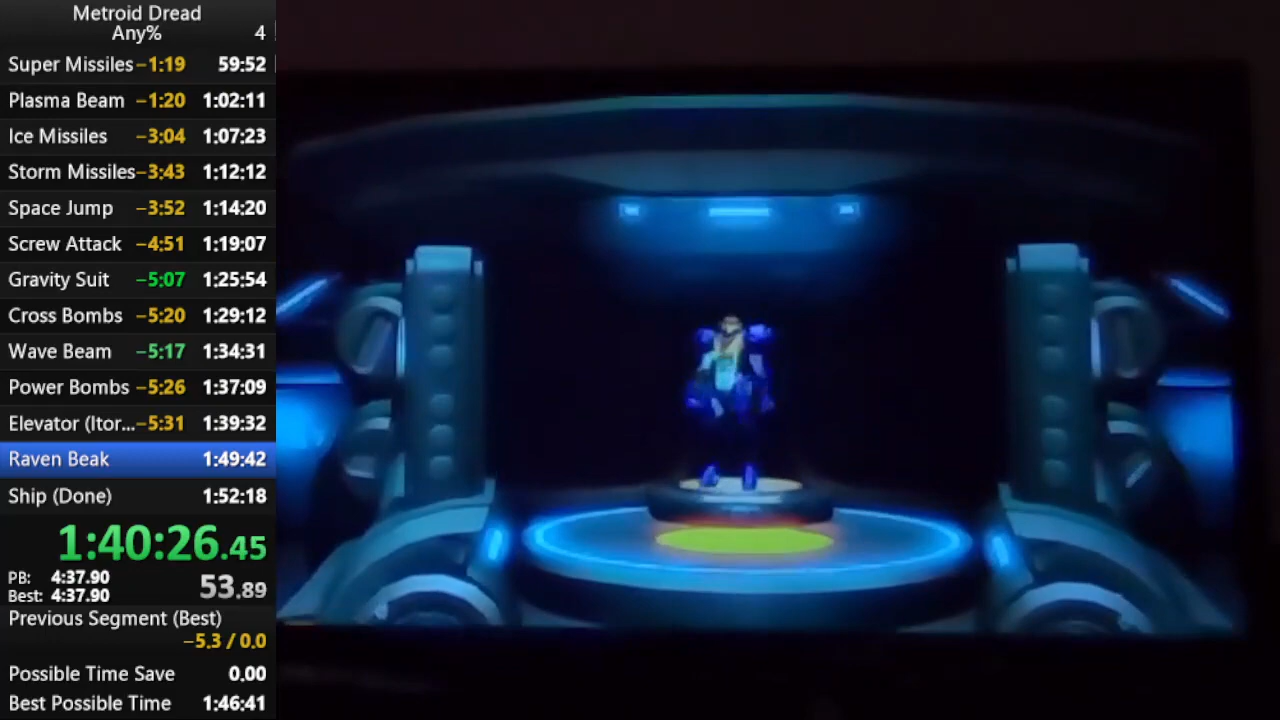 Metroid Dread
Any% 4
Super Missiles −1:19 59:52
Plasma Beam −1:20 1:02:11
Ice Missiles −3:04 1:07:23
Storm Missiles −3:43 1:12:12
Space Jump −3:52 1:14:20
Screw Attack −4:51 1:19:07
Gravity Suit −5:07 1:25:54
Cross Bombs −5:20 1:29:12
Wave Beam −5:17 1:34:31
Power Bombs −5:26 1:37:09
Elevator (Itor... −5:31 1:39:32
Raven Beak 1:49:42
Ship (Done) 1:52:18
1:40:26.45
PB: 4:37.90
Best: 4:37.90
53.89
Previous Segment (Best)
−5.3 / 0.0
Possible Time Save 0.00
Best Possible Time 1:46:41